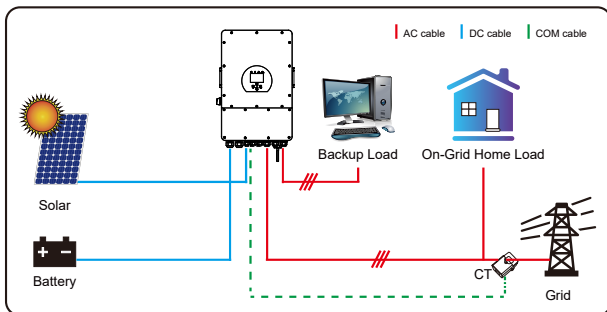 AC cable
DC cable
COM cable
Backup Load
On-Grid Home Load
Solar
CT
Battery
Grid